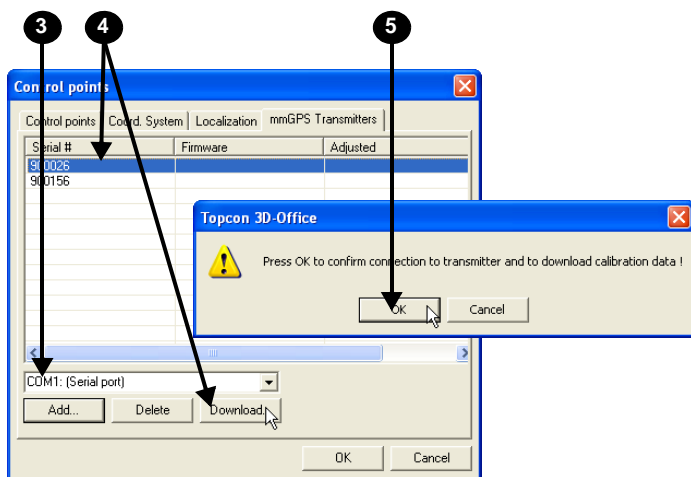 3 4 5
Control points
Control points Coord. System Localization mmGPS Transmitters
Serial # Firmware Adjusted
900026
900156
Topcon 3D-Office
Press OK to confirm connection to transmitter and to download calibration data !
OK Cancel
COM1: (Serial port)
Add... Delete Download...
OK Cancel